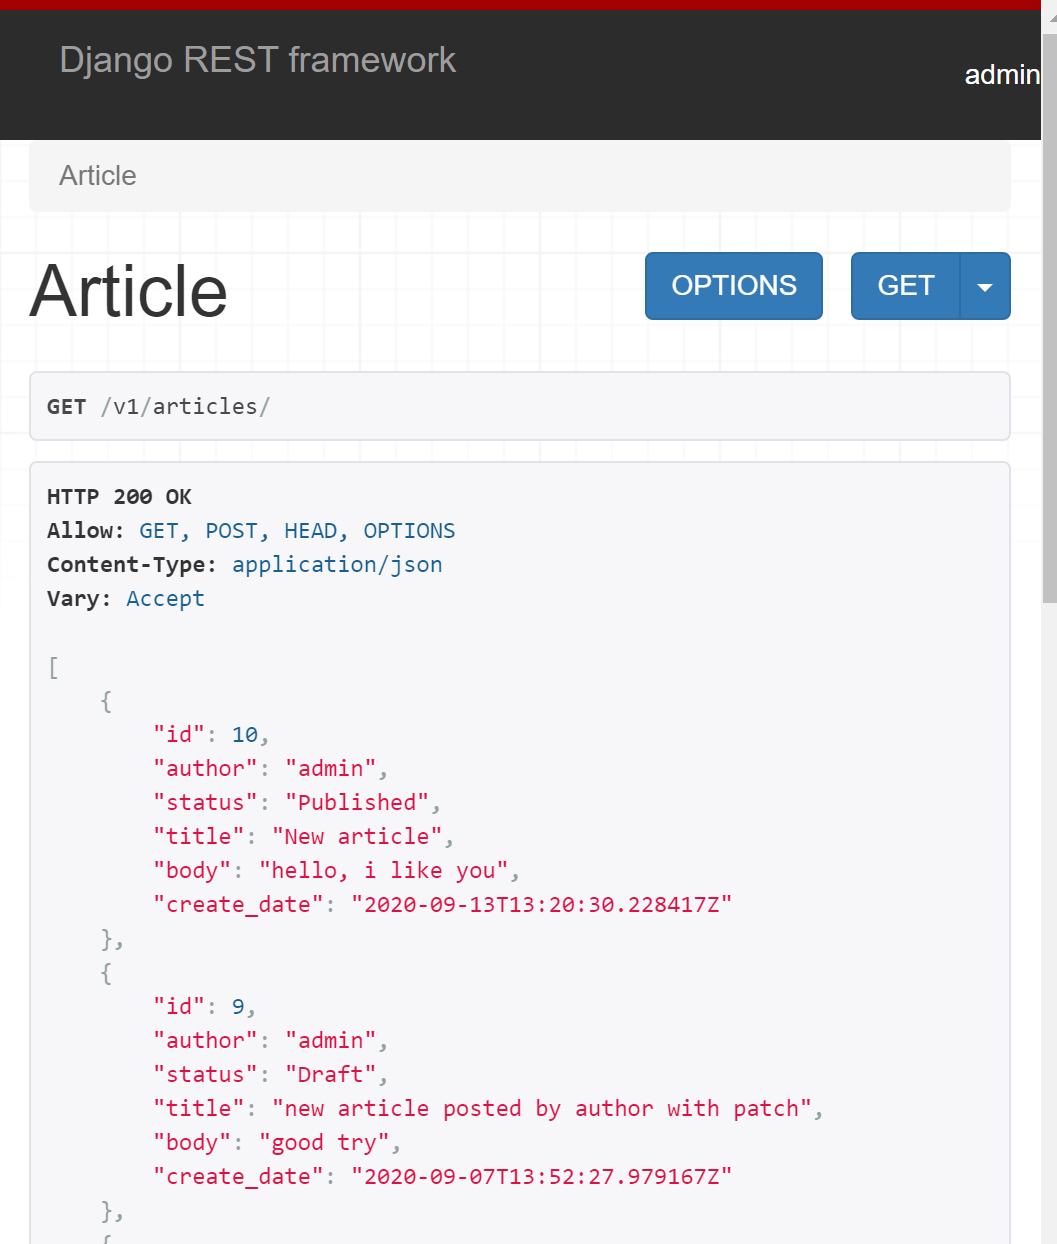 Django REST framework
admin
Article
Article
OPTIONS
GET
GET /v1/articles/
HTTP 200 OK
Allow: GET, POST, HEAD, OPTIONS
Content-Type: application/json
Vary: Accept
[
    {
        "id": 10,
        "author": "admin",
        "status": "Published",
        "title": "New article",
        "body": "hello, i like you",
        "create_date": "2020-09-13T13:20:30.228417Z"
    },
    {
        "id": 9,
        "author": "admin",
        "status": "Draft",
        "title": "new article posted by author with patch",
        "body": "good try",
        "create_date": "2020-09-07T13:52:27.979167Z"
    },
    {